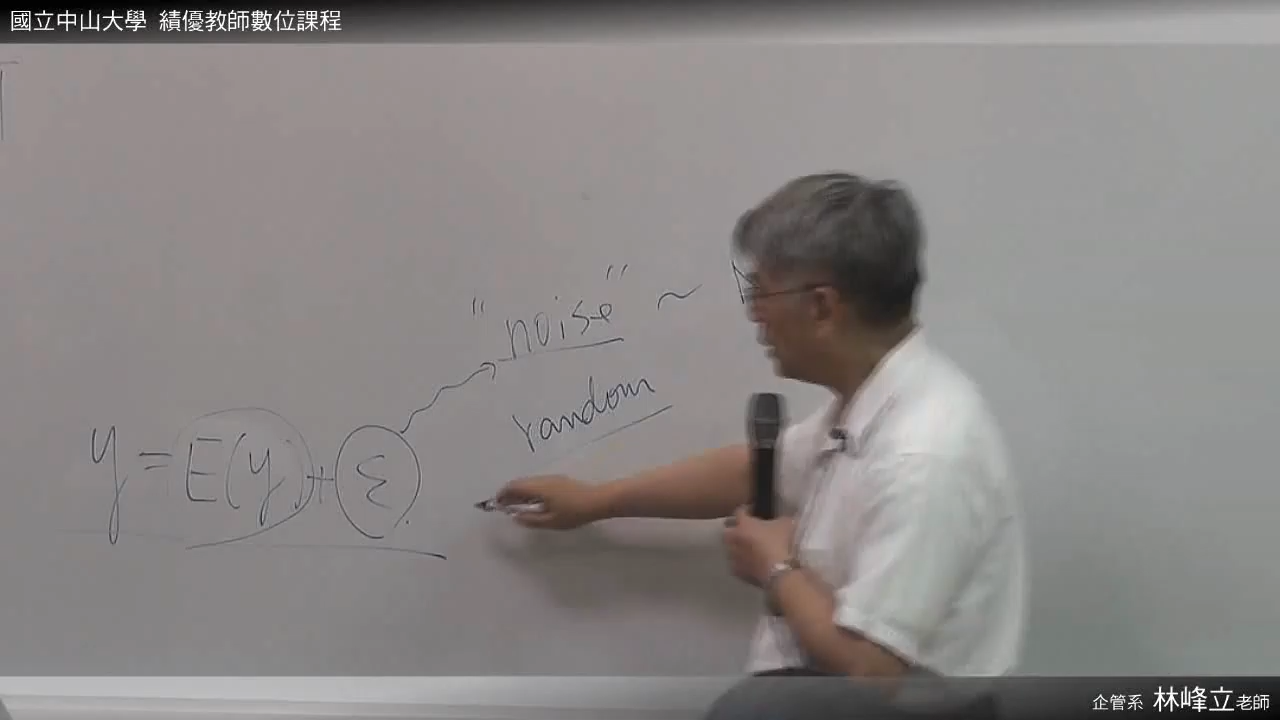 國立中山大學 績優教師數位課程
"noise" ~ N
random
y = E(y) + ε
企管系 林峰立老師